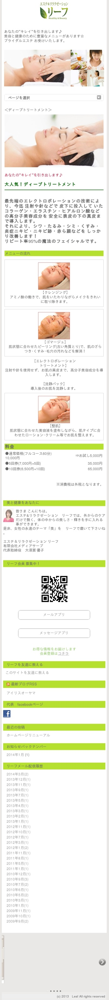 エステ&リラクゼーション
リーフ
Healthy & Beauty
あなたの"キレイ"を引き出します♪
美容と健康のために豊富なメニューがあります☆
ブライダルエステ お受けいたします。
ページを選択
＜ディープトリートメント＞
あなたの"キレイ"を引き出します♪
大人気！ディープトリートメント
最先端のエレクトロポレーションの技術によ
り、今迄 注射や針などで 皮下に投入して いた
コラーゲン・エラスチン・ヒアルロン酸など
の高分子美容成分を 安全に表皮の下の真皮ま
で導入します。
それにより、シワ・たるみ・シミ・くすみ・
炎症ニキビ・ニキビ跡・赤ら顔などを しっか
り改善します！
リピート率95%の魔法のフェイシャルです。
メニューの流れ
【クレンジング】
アミノ酸の働きで、肌をいたわりながらメイクをきれい
に取り除きます。
【ゴマージュ】
肌状態に合わせたピーリング(古い角質とり)で、肌のざら
つき･くすみ･毛穴の汚れなどを解消！
【エレクトロポレーション
トリートメント】
注射や針を使用せず、お肌の真皮まで、高分子美容成分を導
入します。
【沈静パック】
導入後のお肌を沈静します。
【整肌】
肌状態に合わせた美容液を塗布しながら、肌タイプに合
わせたローション･クリーム等でお肌を整えます。
料金
●通常価格(フルコース60分)
10,000円
⇒お試し5,000円
●5回券(7,000円×5回) 35,000円
●10回券(6,500円×10回) 65,000円
※消費税は外税となります。
美と健康をあなたに
皆さま こんにちは。
エステ&リラクゼーション　リーフでは、外からのケア
だけで無く、体の中からの美しさ・輝きを手に入れる
事ができます。
是非、女性の永遠のテーマ「美」を　リーフで磨いて下さいね
。
エステ＆リラクゼーション リーフ
有限会社メディアサーブ
代表取締役　大須賀 優子
リーフ会員 募集中！
メールアプリ
メッセージアプリ
お得な情報をお届けします
会員登録はコチラ
リーフを友達に教える
このサイトを友達に教える
最新ブログRSS
アイリスオーヤマ
代表　facebookページ
最近の投稿
ホームページリニューアル
お知らせバックナンバー
2014年1月 (1)
リーフメール配信履歴
2014年3月(2)
2013年12月(1)
2013年11月(1)
2013年9月(1)
2013年7月(1)
2013年5月(1)
2013年4月(1)
2013年3月(1)
2013年2月(1)
2013年1月(1)
2012年11月(1)
2012年10月(1)
2012年7月(1)
2012年3月(1)
2012年1月(2)
2011年11月(1)
2011年8月(1)
2011年5月(1)
2011年1月(1)
2010年12月(1)
2010年9月(3)
2010年7月(2)
2010年6月(1)
2010年5月(2)
2010年3月(1)
2010年1月(1)
2009年11月(1)
2009年10月(1)
2009年9月(2)
(c) 2013　Leaf All rights reserved